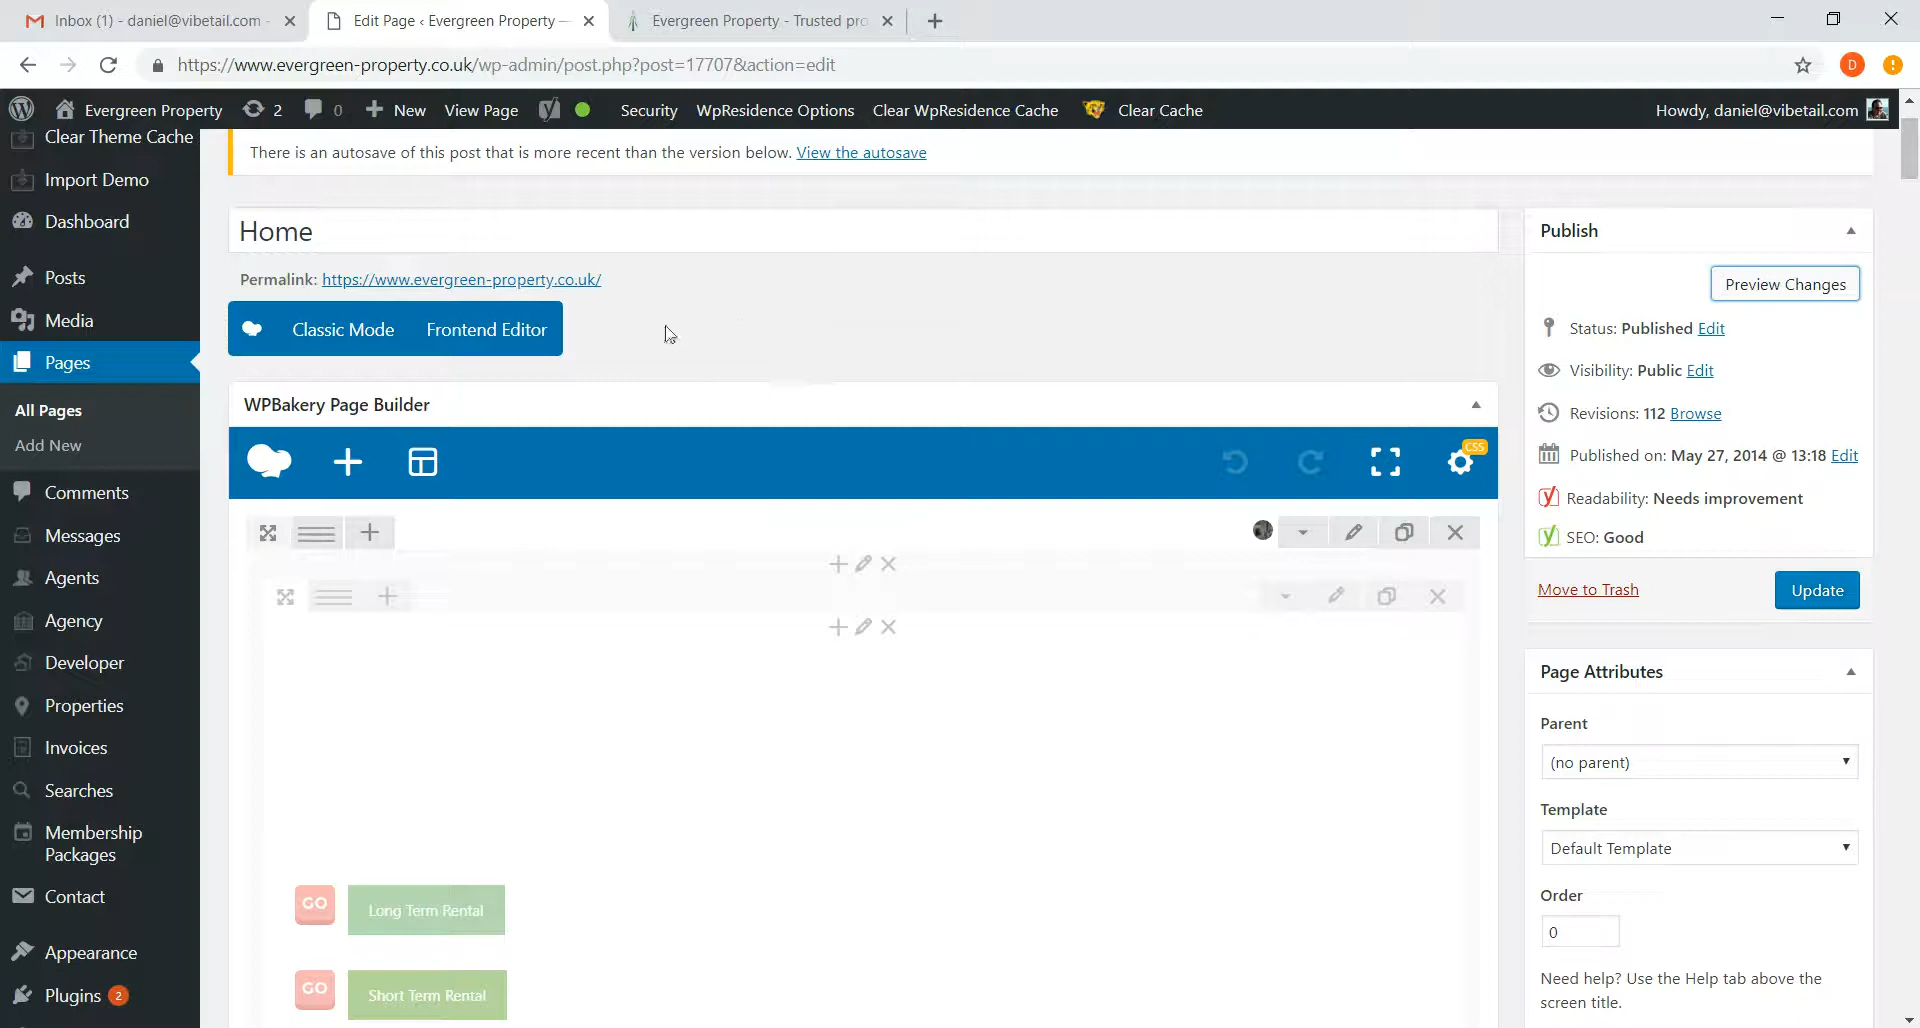 Inbox (1) - daniel@vibetail.com -
Edit Page ‹ Evergreen Property —
Evergreen Property - Trusted pro
https://www.evergreen-property.co.uk/wp-admin/post.php?post=17707&action=edit
D
Evergreen Property
2
0
New
View Page
Security
WpResidence Options
Clear WpResidence Cache
Clear Cache
Howdy, daniel@vibetail.com
Clear Theme Cache
Import Demo
Dashboard
Posts
Media
Pages
All Pages
Add New
Comments
Messages
Agents
Agency
Developer
Properties
Invoices
Searches
Membership
Packages
Contact
Appearance
Plugins 2
There is an autosave of this post that is more recent than the version below. View the autosave
Home
Permalink: https://www.evergreen-property.co.uk/
Classic Mode
Frontend Editor
WPBakery Page Builder
CSS
GO
Long Term Rental
GO
Short Term Rental
Publish
Preview Changes
Status: Published Edit
Visibility: Public Edit
Revisions: 112 Browse
Published on: May 27, 2014 @ 13:18 Edit
Readability: Needs improvement
SEO: Good
Move to Trash
Update
Page Attributes
Parent
(no parent)
Template
Default Template
Order
0
Need help? Use the Help tab above the
screen title.